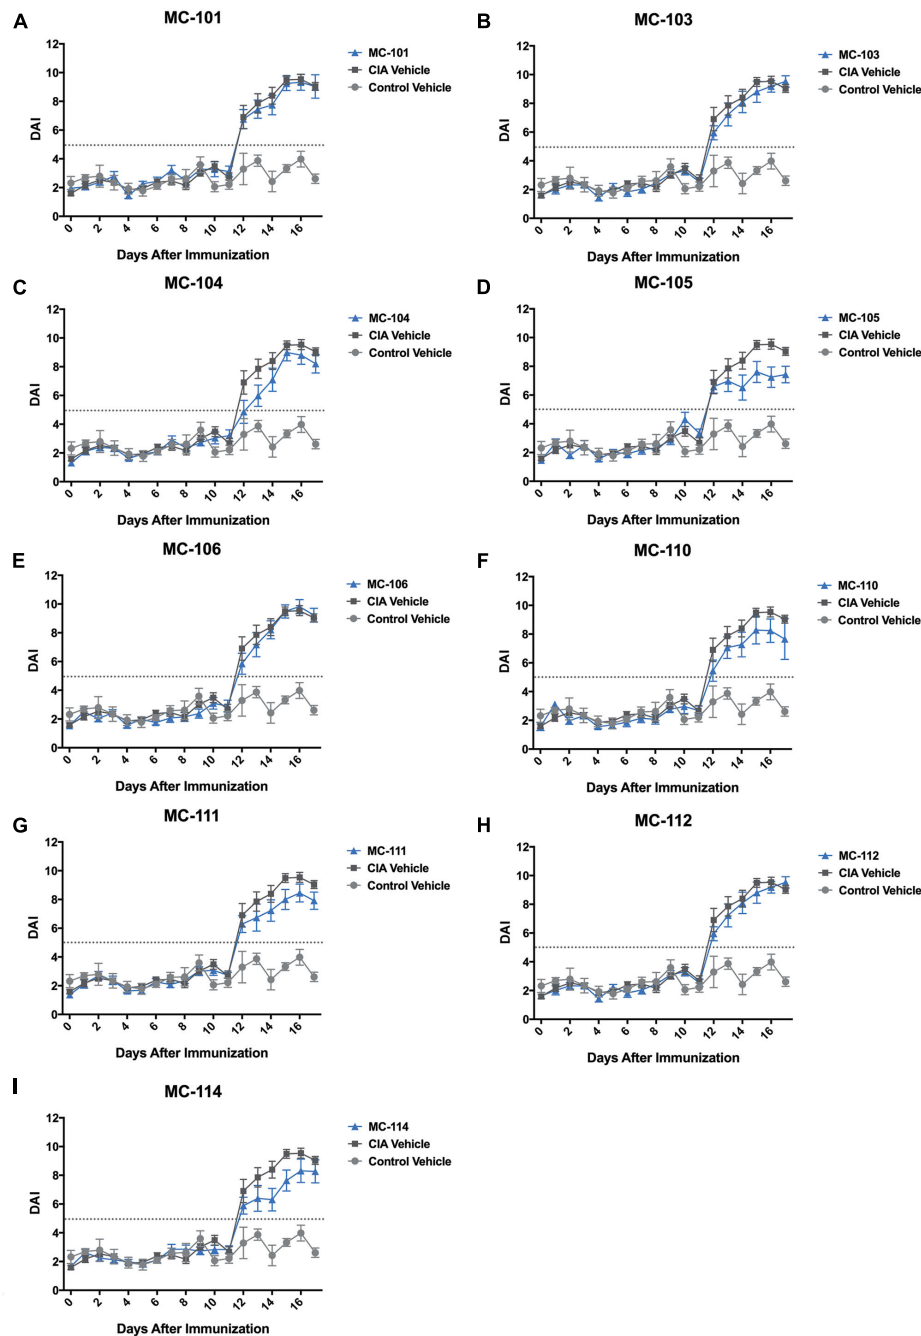 A
MC-101
12
10
8
6
4
2
0
DAI
0 2 4 6 8 10 12 14 16
Days After Immunization
MC-101
CIA Vehicle
Control Vehicle
B
MC-103
12
10
8
6
4
2
0
DAI
0 2 4 6 8 10 12 14 16
Days After Immunization
MC-103
CIA Vehicle
Control Vehicle
C
MC-104
12
10
8
6
4
2
0
DAI
0 2 4 6 8 10 12 14 16
Days After Immunization
MC-104
CIA Vehicle
Control Vehicle
D
MC-105
12
10
8
6
4
2
0
DAI
0 2 4 6 8 10 12 14 16
Days After Immunization
MC-105
CIA Vehicle
Control Vehicle
E
MC-106
12
10
8
6
4
2
0
DAI
0 2 4 6 8 10 12 14 16
Days After Immunization
MC-106
CIA Vehicle
Control Vehicle
F
MC-110
12
10
8
6
4
2
0
DAI
0 2 4 6 8 10 12 14 16
Days After Immunization
MC-110
CIA Vehicle
Control Vehicle
G
MC-111
12
10
8
6
4
2
0
DAI
0 2 4 6 8 10 12 14 16
Days After Immunization
MC-111
CIA Vehicle
Control Vehicle
H
MC-112
12
10
8
6
4
2
0
DAI
0 2 4 6 8 10 12 14 16
Days After Immunization
MC-112
CIA Vehicle
Control Vehicle
I
MC-114
12
10
8
6
4
2
0
DAI
0 2 4 6 8 10 12 14 16
Days After Immunization
MC-114
CIA Vehicle
Control Vehicle